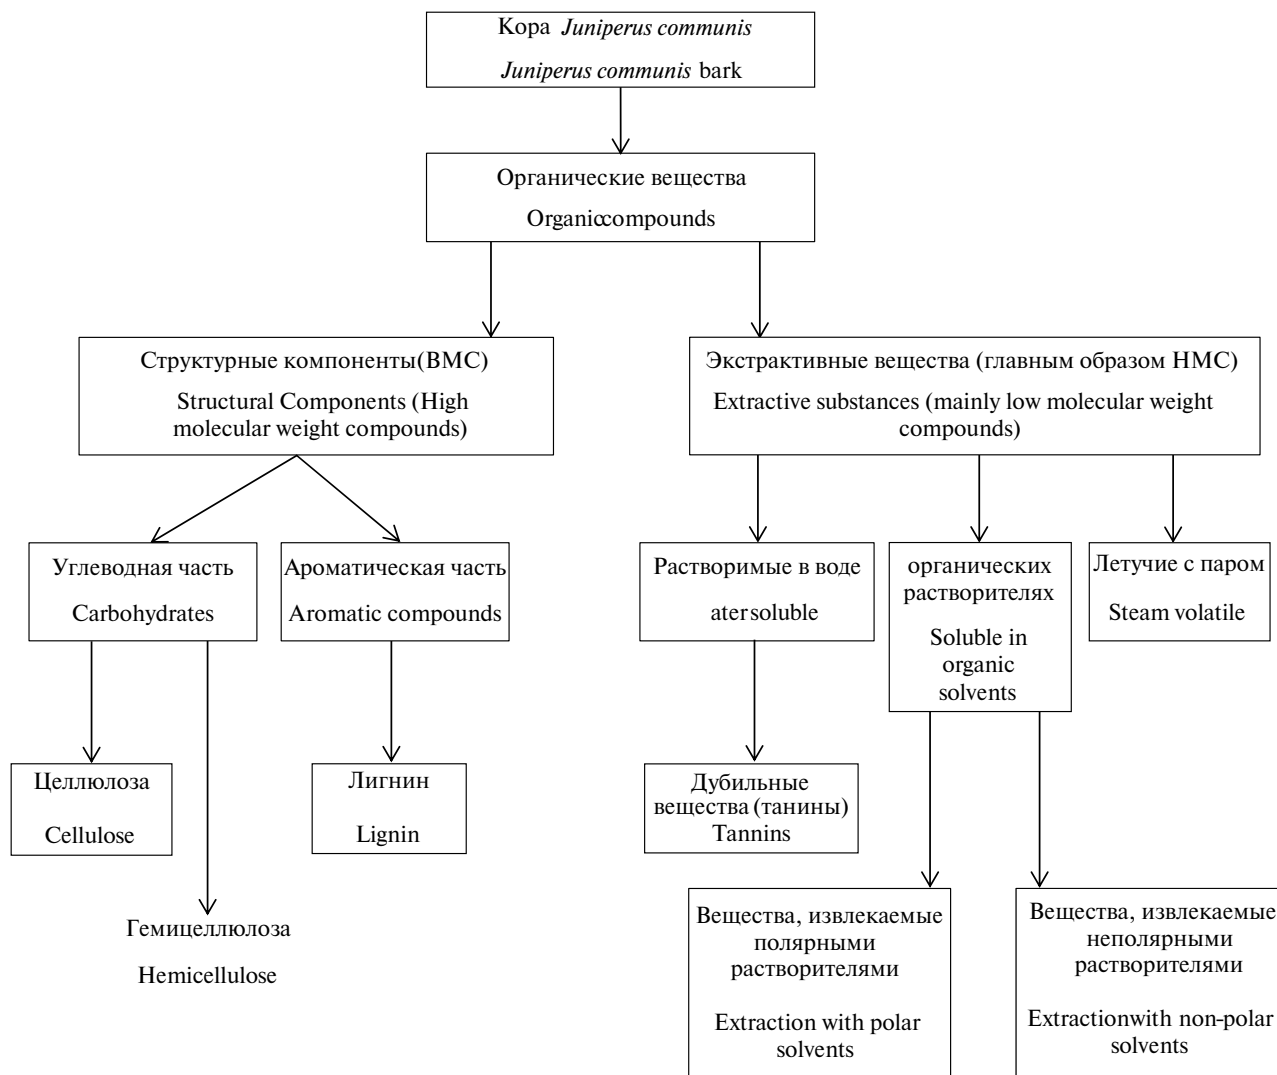 Кора Juniperus communis
Juniperus communis bark
Органические вещества
Organiccompounds
Структурные компоненты(ВМС)
Structural Components (High
molecular weight compounds)
Экстрактивные вещества (главным образом НМС)
Extractive substances (mainly low molecular weight
compounds)
Углеводная часть
Carbohydrates
Ароматическая часть
Aromatic compounds
Растворимые в воде
ater soluble
органических
растворителях
Soluble in
organic
solvents
Летучие с паром
Steam volatile
Целлюлоза
Cellulose
Лигнин
Lignin
Дубильные
вещества (танины)
Tannins
Гемицеллюлоза
Hemicellulose
Вещества, извлекаемые
полярными
растворителями
Extraction with polar
solvents
Вещества, извлекаемые
неполярными
растворителями
Extractionwith non-polar
solvents